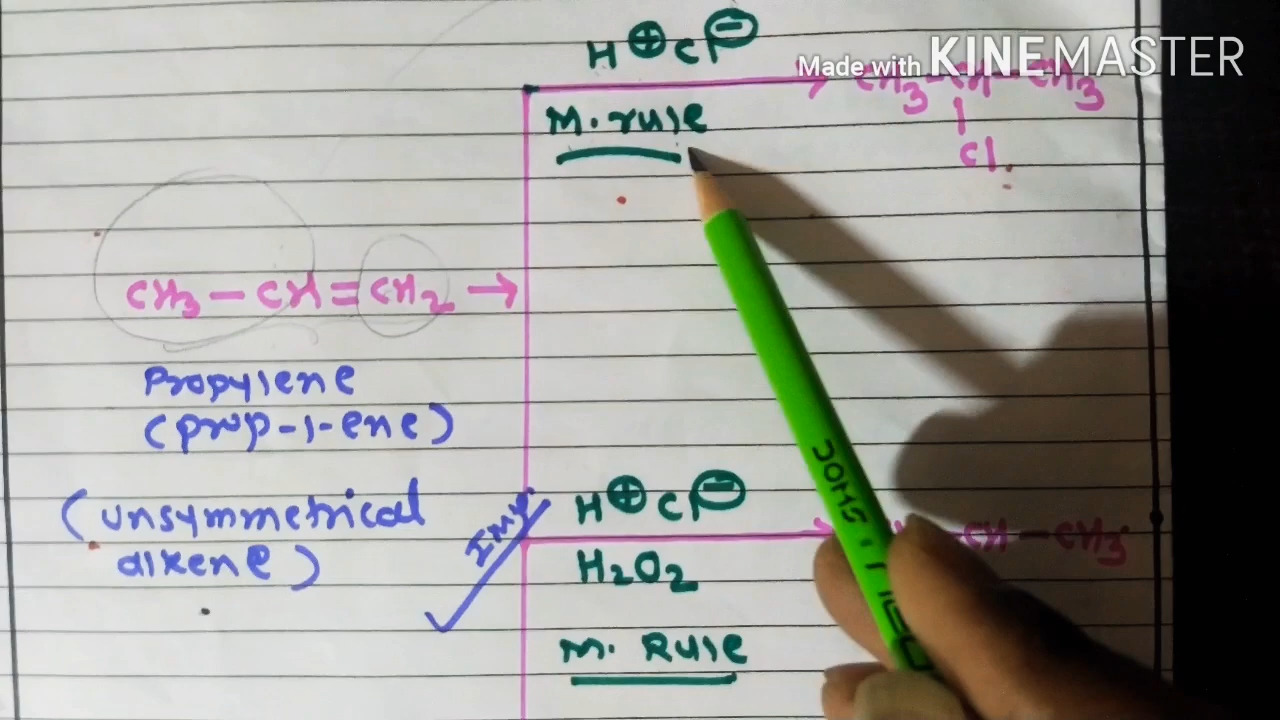 H⊕Cl⊖
Made with KINEMASTER
CH3-CH-CH3
M. rule
Cl
CH3-CH=CH2 →
Propylene
(prop-1-ene)
(unsymmetrical
alkene)
Imp.
H⊕Cl⊖
CH-CH3
H2O2
M. Rule
DOMS